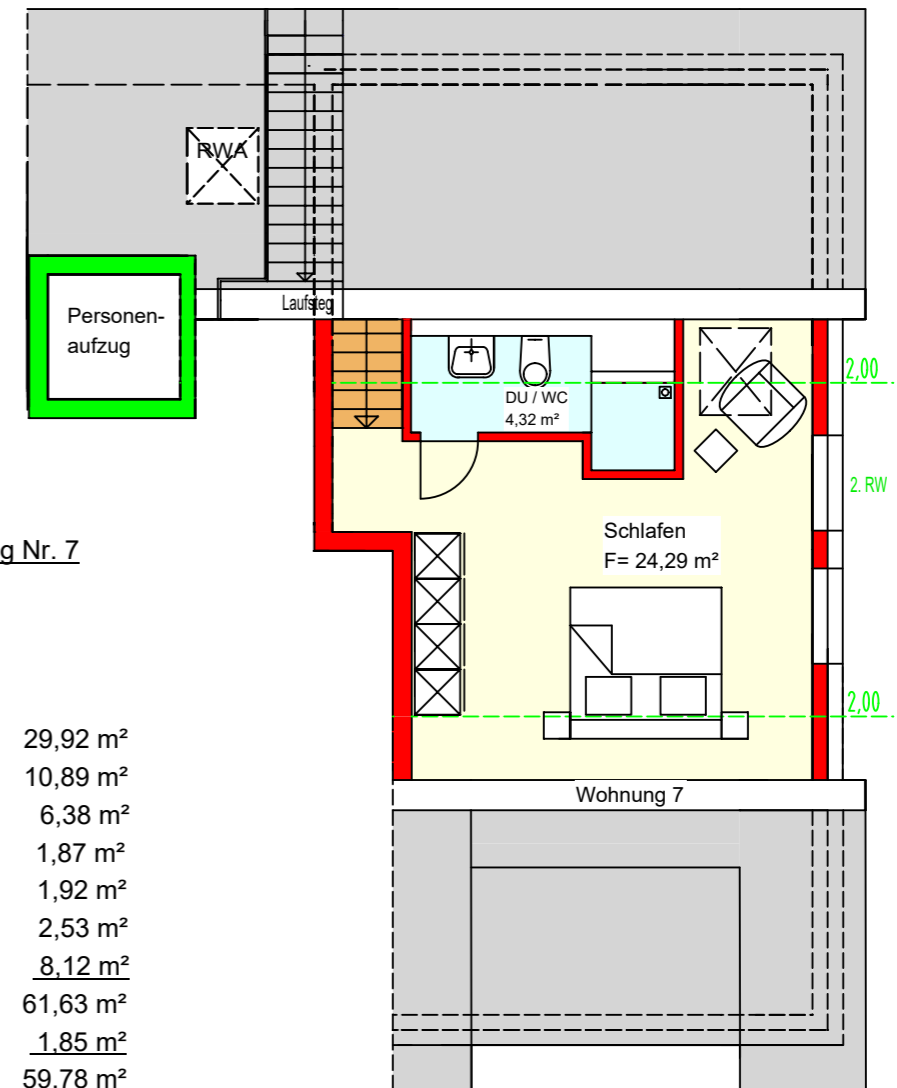 RWA
Laufsteg
Personen-
aufzug
2,00
DU / WC
4,32 m²
2. RW
Schlafen
F= 24,29 m²
g Nr. 7
2,00
29,92 m²
10,89 m²
6,38 m²
1,87 m²
1,92 m²
2,53 m²
8,12 m²
61,63 m²
1,85 m²
59,78 m²
Wohnung 7